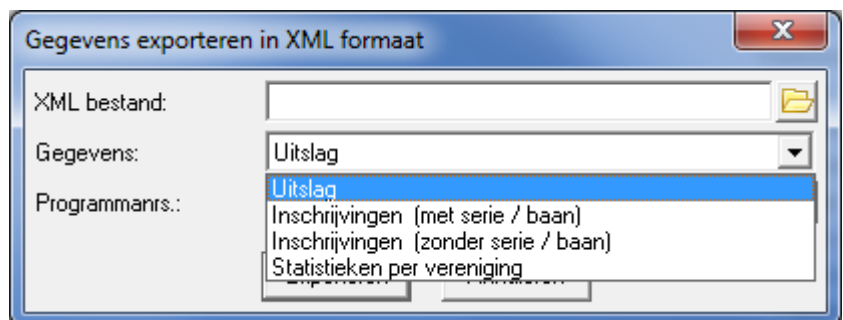 Gegevens exporteren in XML formaat
XML bestand:
Gegevens: Uitslag
Programmanrs.:
Uitslag
Inschrijvingen (met serie / baan)
Inschrijvingen (zonder serie / baan)
Statistieken per vereniging